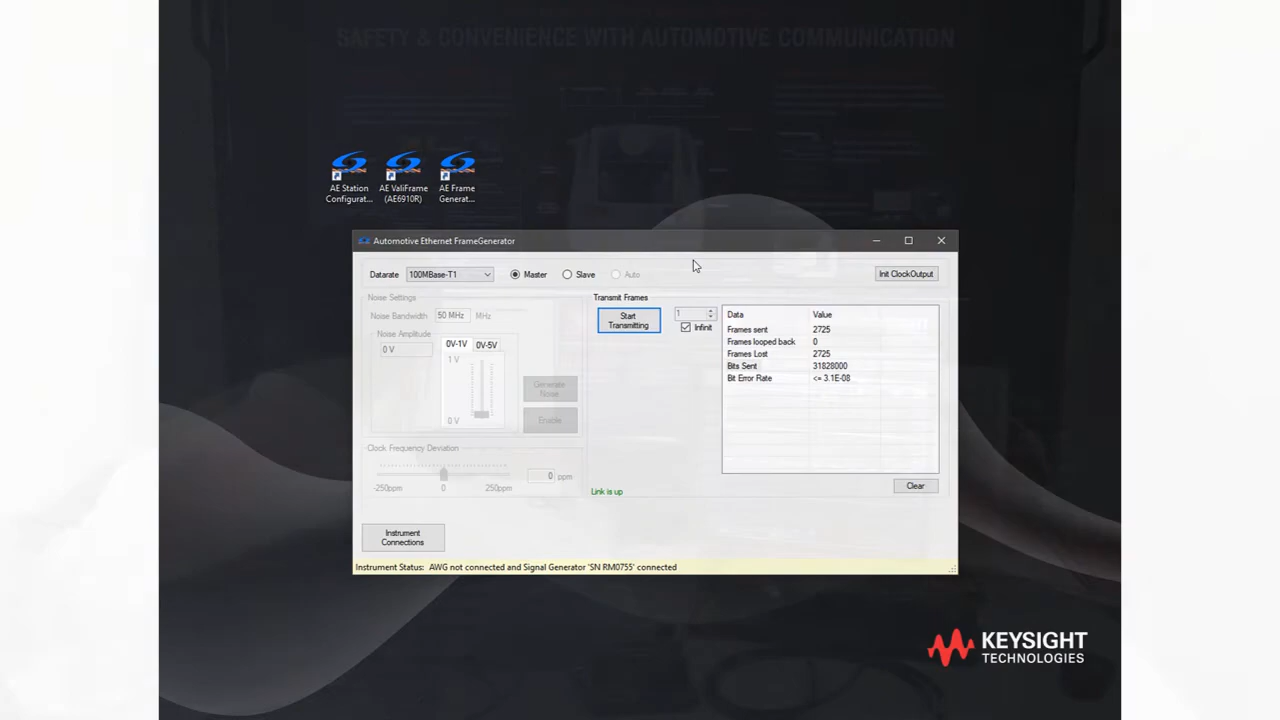 SAFETY & CONVENIENCE WITH AUTOMOTIVE COMMUNICATION
AE Station
Configurat...
AE ValiFrame
(AE6910R)
AE Frame
Generat...
Automotive Ethernet FrameGenerator
Datarate 100MBase-T1 Master Slave Auto Init ClockOutput
Noise Settings
Noise Bandwidth 50 MHz MHz
Noise Amplitude
0 V
0V-1V 0V-5V
1 V
0 V
Generate
Noise
Enable
Clock Frequency Deviation
-250ppm 0 250ppm
0 ppm
Transmit Frames
Start
Transmitting
1
Infinit
Data Value
Frames sent 2725
Frames looped back 0
Frames Lost 2725
Bits Sent 31828000
Bit Error Rate <= 3.1E-08
Link is up
Clear
Instrument
Connections
Instrument Status: AWG not connected and Signal Generator 'SN RM0755' connected
KEYSIGHT
TECHNOLOGIES